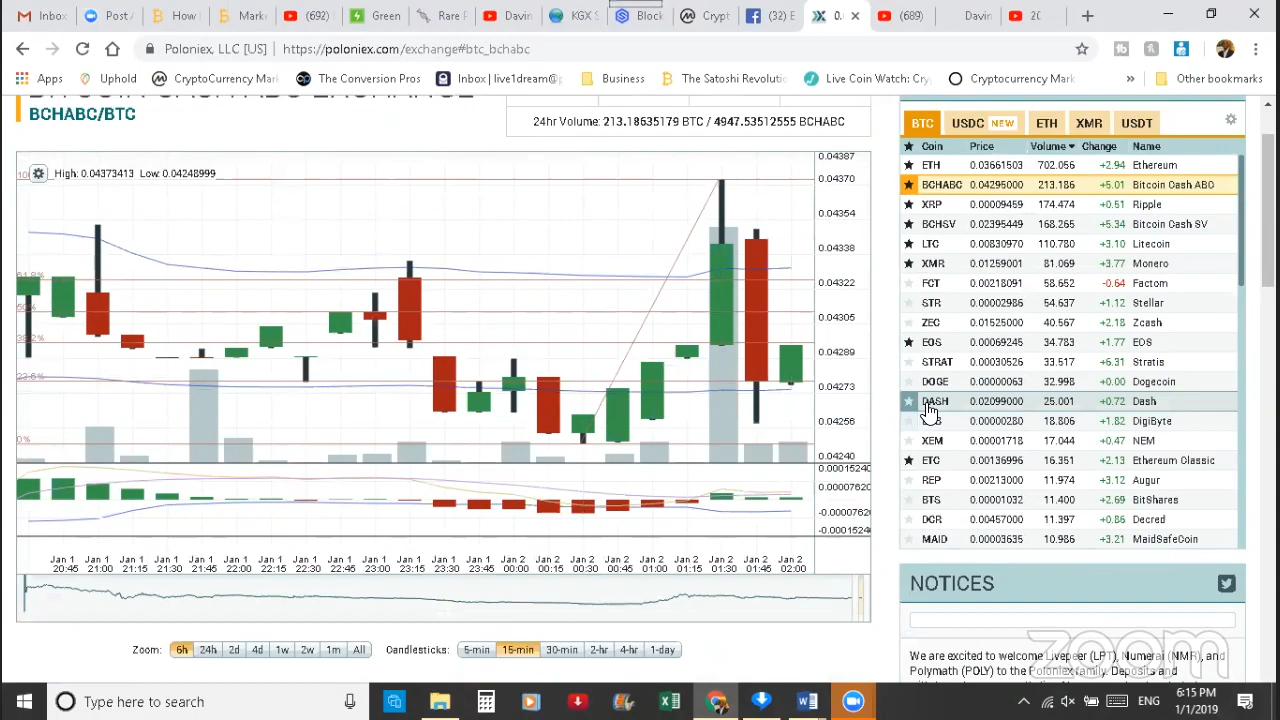 Inbox
Post A
How I
Mark
(692)
Green
Rare P
Davin
KGX S
Block
Crypt
(32) E
0.0
(689)
Davin
20
Poloniex, LLC [US] | https://poloniex.com/exchange#btc_bchabc
Apps
Uphold
CryptoCurrency Mark
The Conversion Pros
Inbox | live1dream@
Business
The Satoshi Revolutio
Live Coin Watch: Cry
Cryptocurrency Mark
»
Other bookmarks
BCHABC/BTC
24hr Volume: 213.18635179 BTC / 4947.53512555 BCHABC
High: 0.04373413 Low: 0.04248999
61.8%
50%
38.2%
23.6%
0%
0.04387
0.04370
0.04354
0.04338
0.04322
0.04305
0.04289
0.04273
0.04256
0.04240
0.00015240
0.0000762
-0.0000762
-0.0001524
Jan 1 20:45
Jan 1 21:00
Jan 1 21:15
Jan 1 21:30
Jan 1 21:45
Jan 1 22:00
Jan 1 22:15
Jan 1 22:30
Jan 1 22:45
Jan 1 23:00
Jan 1 23:15
Jan 1 23:30
Jan 1 23:45
Jan 2 00:00
Jan 2 00:15
Jan 2 00:30
Jan 2 00:45
Jan 2 01:00
Jan 2 01:15
Jan 2 01:30
Jan 2 01:45
Jan 2 02:00
Zoom: 6h 24h 2d 4d 1w 2w 1m All
Candlesticks: 5-min 15-min 30-min 2-hr 4-hr 1-day
BTC USDC NEW ETH XMR USDT
Coin Price Volume Change Name
ETH 0.03661503 702.056 +2.94 Ethereum
BCHABC 0.04295000 213.186 +5.01 Bitcoin Cash ABC
XRP 0.00009459 174.474 +0.51 Ripple
BCHSV 0.02395449 168.265 +5.34 Bitcoin Cash SV
LTC 0.00830970 110.780 +3.10 Litecoin
XMR 0.01259001 81.069 +3.77 Monero
FCT 0.00218091 58.652 -0.64 Factom
STR 0.00002986 54.637 +1.12 Stellar
ZEC 0.01525000 40.567 +2.18 Zcash
EOS 0.00069245 34.783 +1.77 EOS
STRAT 0.00030526 33.517 +6.31 Stratis
DOGE 0.00000063 32.998 +0.00 Dogecoin
DASH 0.02099000 25.001 +0.72 Dash
0.00000280 18.806 +1.82 DigiByte
XEM 0.00001718 17.044 +0.47 NEM
ETC 0.00136996 16.351 +2.13 Ethereum Classic
REP 0.00213000 11.974 +3.12 Augur
BTS 0.00001032 11.400 +2.69 BitShares
DCR 0.00457000 11.397 +0.86 Decred
MAID 0.00003635 10.986 +3.21 MaidSafeCoin
NOTICES
We are excited to welcome Livepeer (LPT), Numerai (NMR), and
Polymath (POLY) to the Poloniex family. Deposits and
zoom
Type here to search
ENG
6:15 PM
1/1/2019